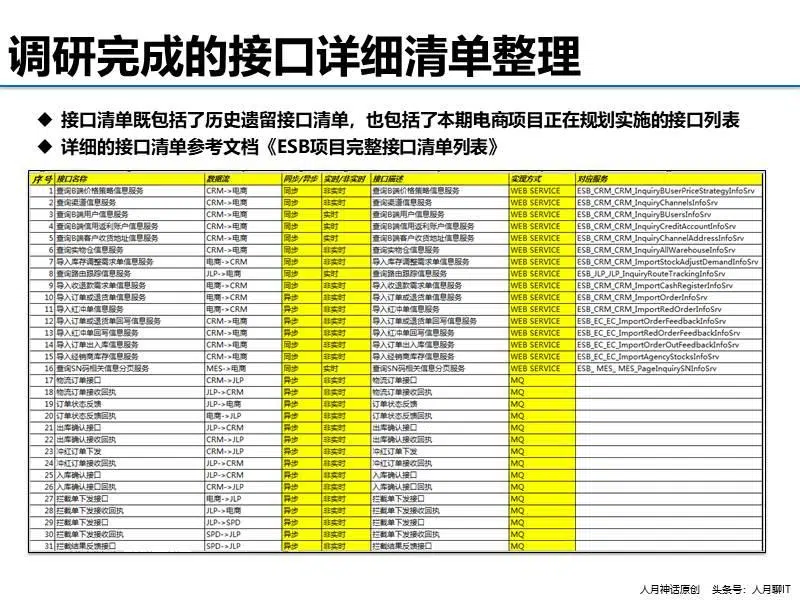 调研完成的接口详细清单整理
◆ 接口清单既包括了历史遗留接口清单，也包括了本期电商项目正在规划实施的接口列表
◆ 详细的接口清单参考文档《ESB项目完整接口清单列表》
序号 接口名称 数据流 同步/异步 实时/非实时 接口描述 实现方式 对应服务
1 查询B端价格策略信息服务 CRM->电商 同步 非实时 查询B端价格策略信息服务 WEB SERVICE ESB_CRM_CRM_InquiryBUserPriceStrategyInfoSrv
2 查询渠道信息服务 CRM->电商 同步 非实时 查询渠道信息服务 WEB SERVICE ESB_CRM_CRM_InquiryChannelsInfoSrv
3 查询B端用户信息服务 CRM->电商 同步 实时 查询B端用户信息服务 WEB SERVICE ESB_CRM_CRM_InquiryBUsersInfoSrv
4 查询B端信用返利账户信息服务 CRM->电商 同步 实时 查询B端信用返利账户信息服务 WEB SERVICE ESB_CRM_CRM_InquiryCreditAccountInfoSrv
5 查询B端客户收货地址信息服务 CRM->电商 同步 实时 查询B端客户收货地址信息服务 WEB SERVICE ESB_CRM_CRM_InquiryChannelAddressInfoSrv
6 查询实物仓信息服务 CRM->电商 同步 非实时 查询实物仓信息服务 WEB SERVICE ESB_CRM_CRM_InquiryAllWarehouseInfoSrv
7 导入库存调整需求单信息服务 电商->CRM 同步 非实时 导入库存调整需求单信息服务 WEB SERVICE ESB_CRM_CRM_ImportStockAdjustDemandInfoSrv
8 查询路由跟踪信息服务 JLP->电商 同步 实时 查询路由跟踪信息服务 WEB SERVICE ESB_JLP_JLP_InquiryRouteTrackingInfoSrv
9 导入收退款需求单信息服务 电商->CRM 同步 非实时 导入收退款需求单信息服务 WEB SERVICE ESB_CRM_CRM_ImportCashRegisterInfoSrv
10 导入订单或退货单信息服务 电商->CRM 异步 非实时 导入订单或退货单信息服务 WEB SERVICE ESB_CRM_CRM_ImportOrderInfoSrv
11 导入红冲单信息服务 电商->CRM 异步 非实时 导入红冲单信息服务 WEB SERVICE ESB_CRM_CRM_ImportRedOrderInfoSrv
12 导入订单或退货单回写信息服务 CRM->电商 异步 非实时 导入订单或退货单回写信息服务 WEB SERVICE ESB_EC_EC_ImportOrderFeedbackInfoSrv
13 导入红冲单回写信息服务 CRM->电商 异步 非实时 导入红冲单回写信息服务 WEB SERVICE ESB_EC_EC_ImportRedOrderFeedbackInfoSrv
14 导入订单出入库信息服务 CRM->电商 同步 非实时 导入订单出入库信息服务 WEB SERVICE ESB_EC_EC_ImportOrderOutFeedbackInfoSrv
15 导入经销商库存信息服务 CRM->电商 同步 非实时 导入经销商库存信息服务 WEB SERVICE ESB_EC_EC_ImportAgencyStocksInfoSrv
16 查询SN码相关信息分页服务 MES->电商 同步 实时 查询SN码相关信息分页服务 WEB SERVICE ESB_ MES_ MES_PageInquirySNInfoSrv
17 物流订单接口 CRM->JLP 异步 非实时 物流订单接口 MQ
18 物流订单接收回执 JLP->CRM 异步 非实时 物流订单接收回执 MQ
19 订单状态反馈 JLP->电商 异步 非实时 订单状态反馈 MQ
20 订单状态反馈回执 电商->JLP 异步 非实时 订单状态反馈回执 MQ
21 出库确认接口 JLP->CRM 异步 非实时 出库确认接口 MQ
22 出库确认接收回执 CRM->JLP 异步 非实时 出库确认接收回执 MQ
23 冲红订单下发 CRM->JLP 异步 非实时 冲红订单下发 MQ
24 冲红订单接收回执 JLP->CRM 异步 非实时 冲红订单接收回执 MQ
25 入库确认接口 JLP->CRM 异步 非实时 入库确认接口 MQ
26 入库确认接口回执 CRM->JLP 异步 非实时 入库确认接口回执 MQ
27 拦截单下发接口 电商->JLP 异步 非实时 拦截单下发接口 MQ
28 拦截单下发接收回执 JLP->电商 异步 非实时 拦截单下发接收回执 MQ
29 拦截单下发接口 JLP->SPD 异步 非实时 拦截单下发接口 MQ
30 拦截单下发接收回执 SPD->JLP 异步 非实时 拦截单下发接收回执 MQ
31 拦截结果反馈接口 SPD->JLP 异步 非实时 拦截结果反馈接口 MQ
人月神话原创 头条号：人月聊IT